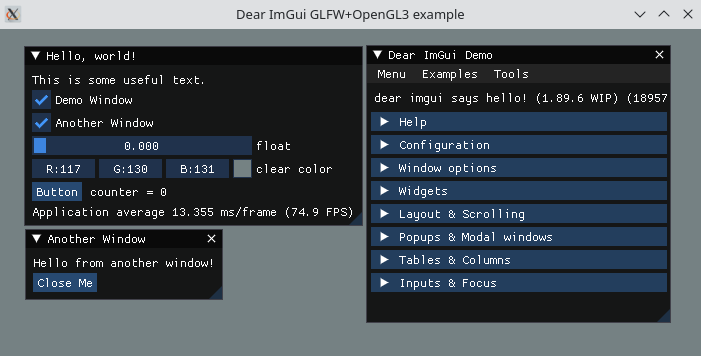 Dear ImGui GLFW+OpenGL3 example
Hello, world!
This is some useful text.
Demo Window
Another Window
0.000 float
R:117 G:130 B:131 clear color
Button counter = 0
Application average 13.355 ms/frame (74.9 FPS)
Another Window
Hello from another window!
Close Me
Dear ImGui Demo
Menu Examples Tools
dear imgui says hello! (1.89.6 WIP) (18957
Help
Configuration
Window options
Widgets
Layout & Scrolling
Popups & Modal windows
Tables & Columns
Inputs & Focus